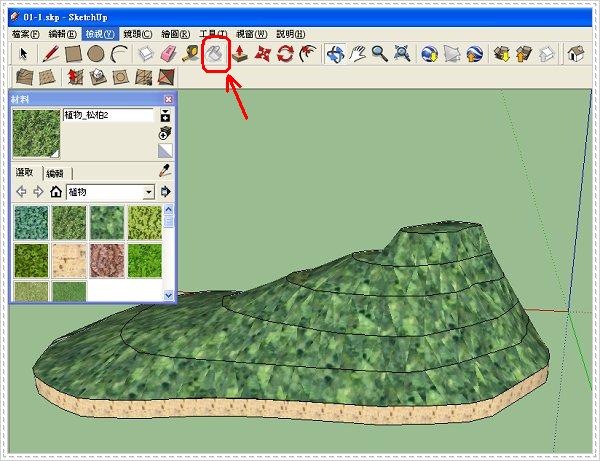 01-1.skp - SketchUp
檔案(F) 編輯(E) 檢視(V) 鏡頭(C) 繪圖(R) 工具(T) 視窗(W) 說明(H)
材料
植物_松柏2
選取 編輯
植物